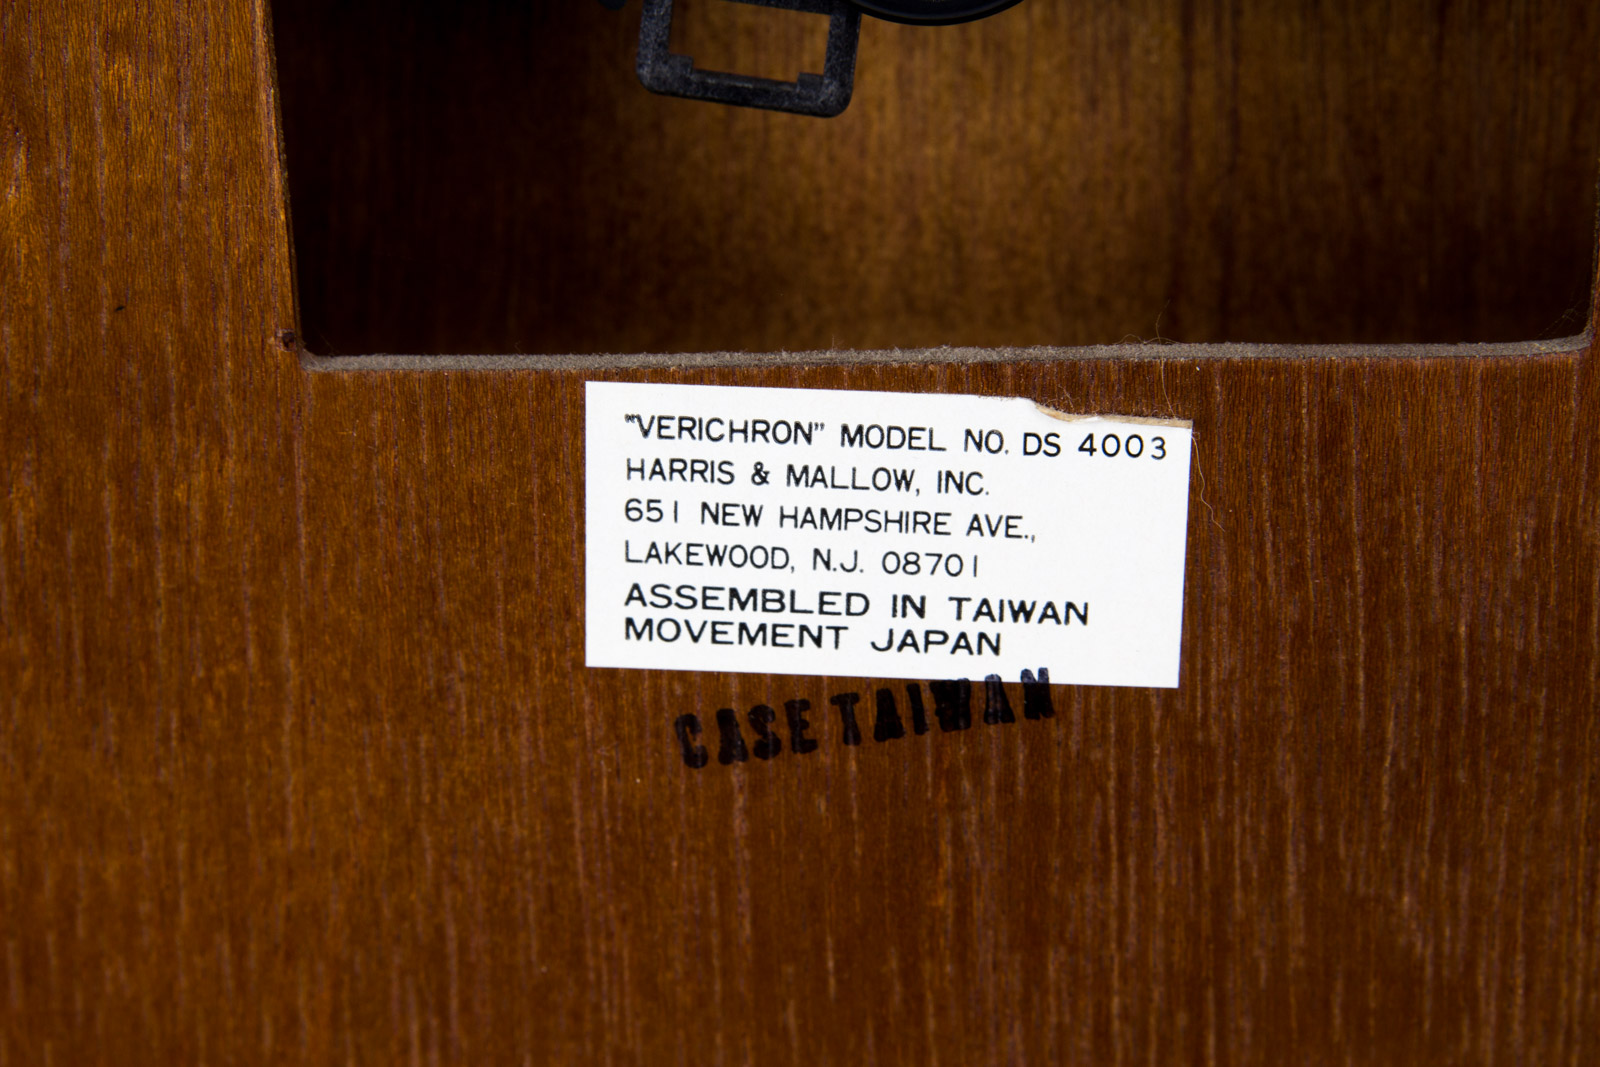 "VERICHRON" MODEL NO. DS 4003
HARRIS & MALLOW, INC.
651 NEW HAMPSHIRE AVE.,
LAKEWOOD, N.J. 08701
ASSEMBLED IN TAIWAN
MOVEMENT JAPAN
CASE TAIWAN